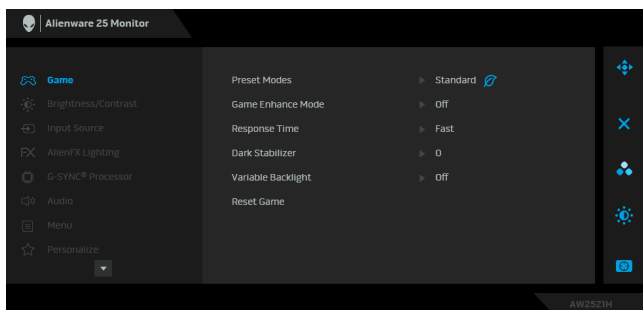 Alienware 25 Monitor
Game
Preset Modes Standard
Brightness/Contrast
Game Enhance Mode Off
Input Source
Response Time Fast
AlienFX Lighting
Dark Stabilizer 0
G-SYNC® Processor
Variable Backlight Off
Audio
Reset Game
Menu
Personalize
AW2521H